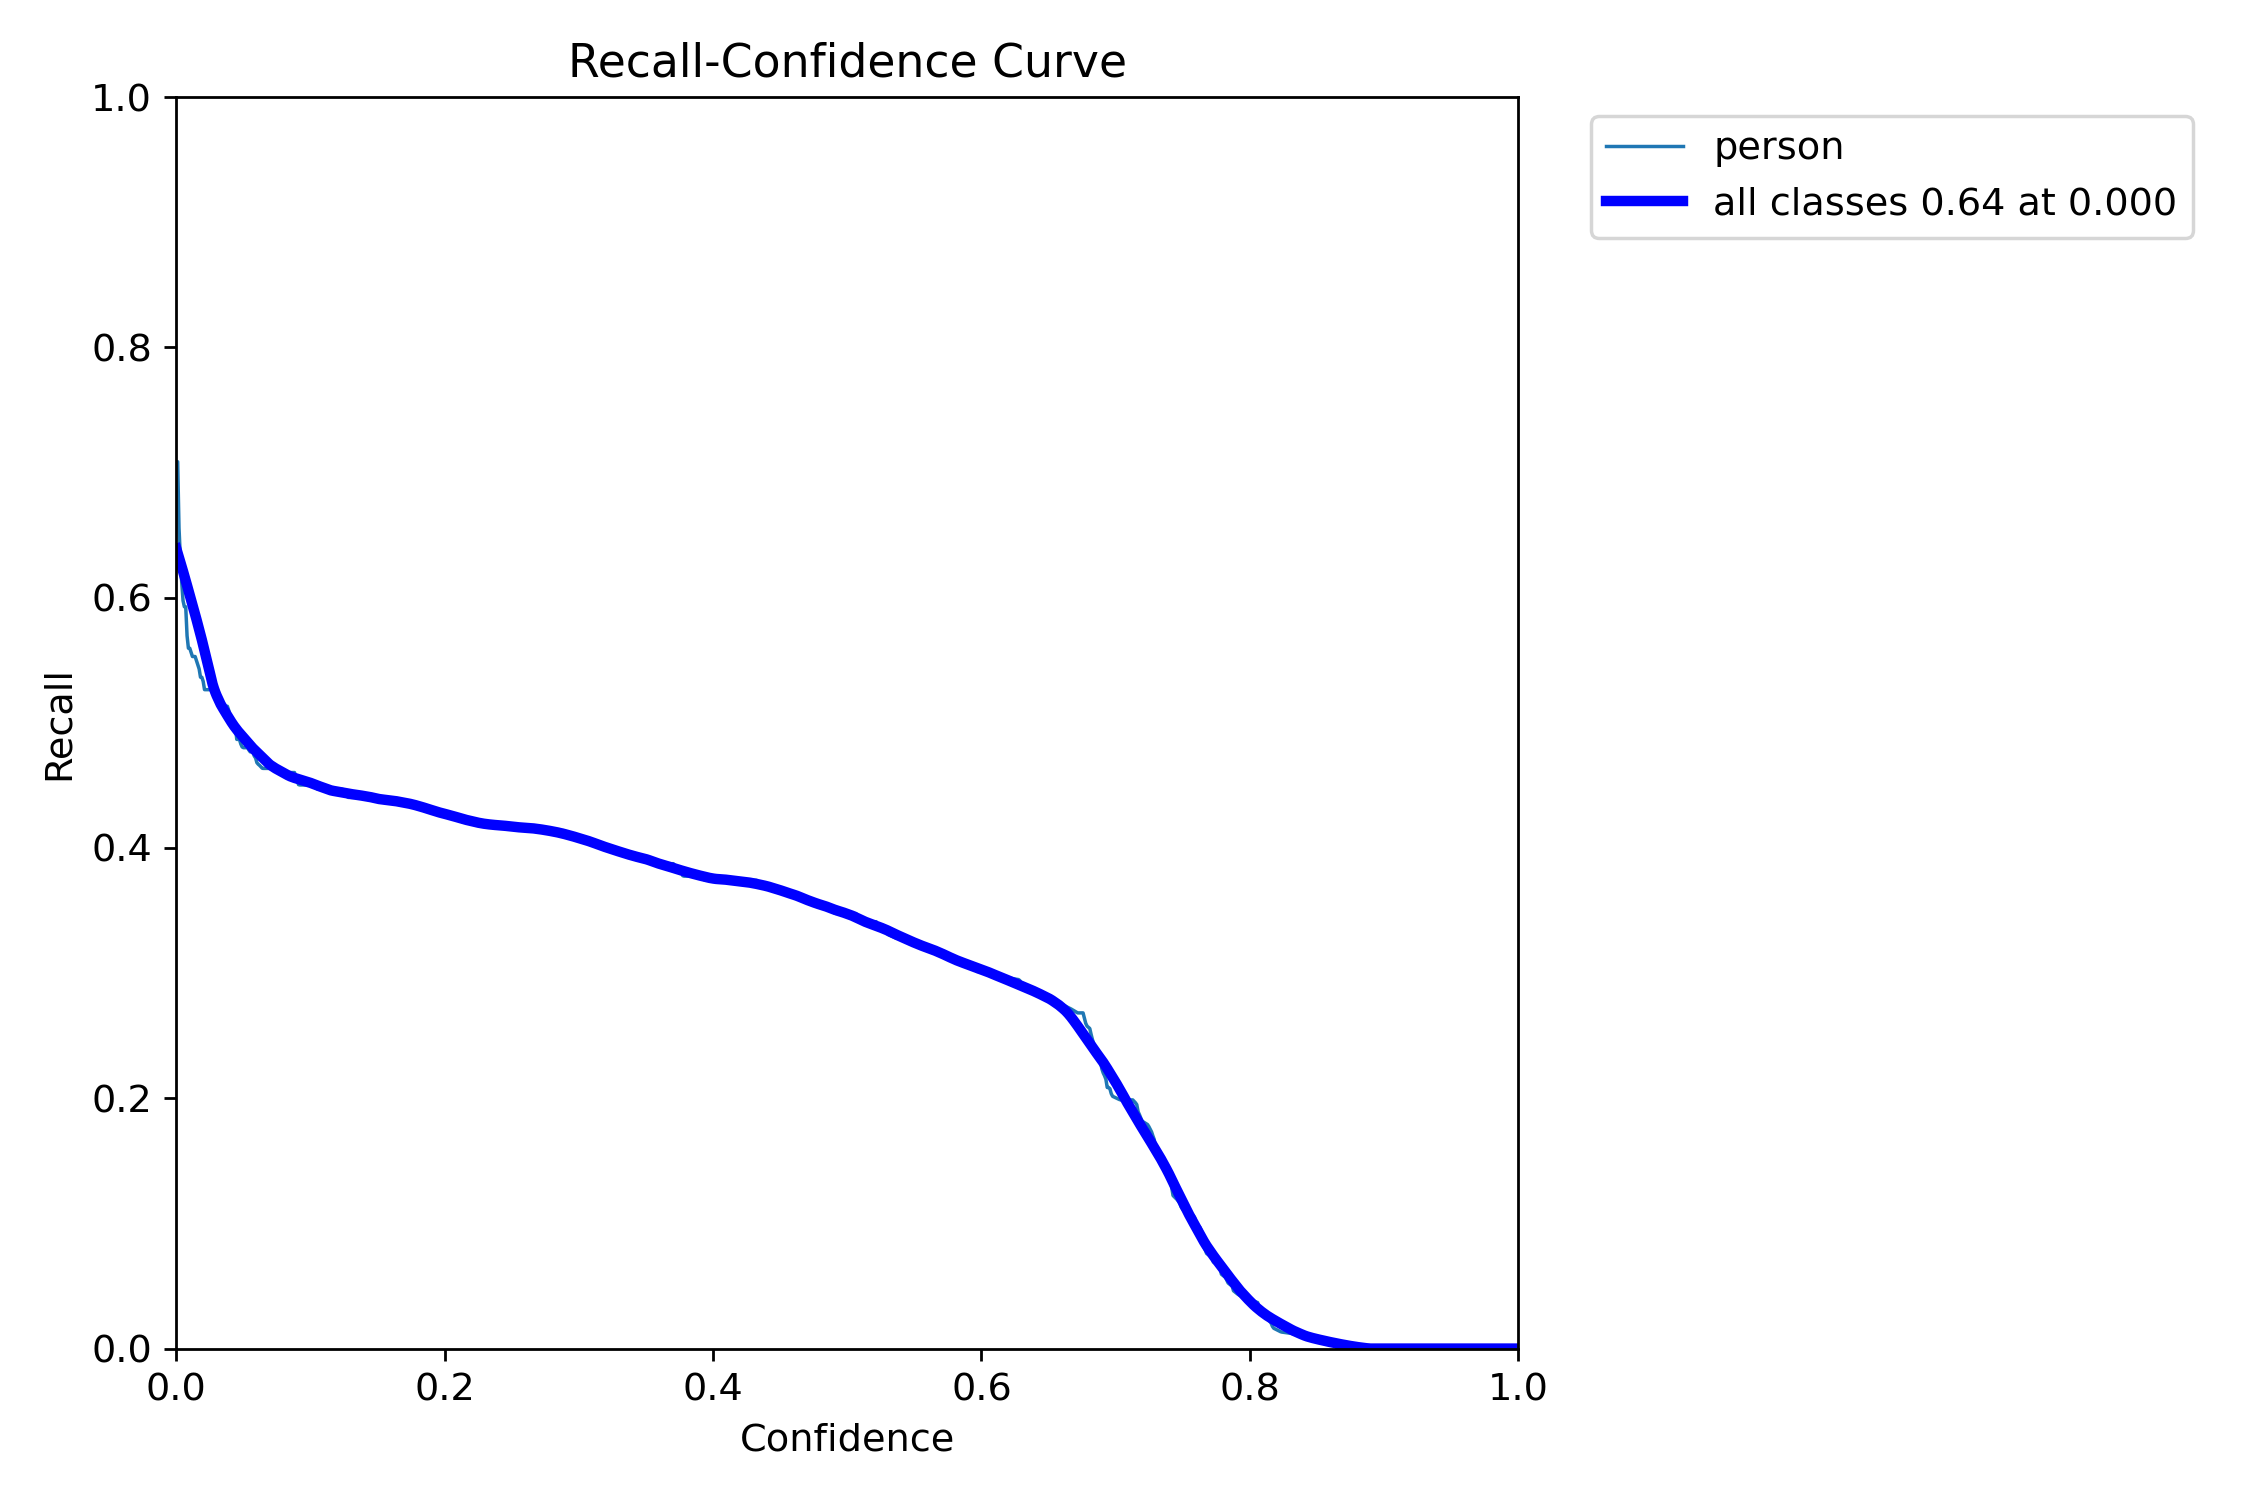 Recall-Confidence Curve
1.0
0.8
0.6
0.4
0.2
0.0
Recall
0.0 0.2 0.4 0.6 0.8 1.0
Confidence
person
all classes 0.64 at 0.000